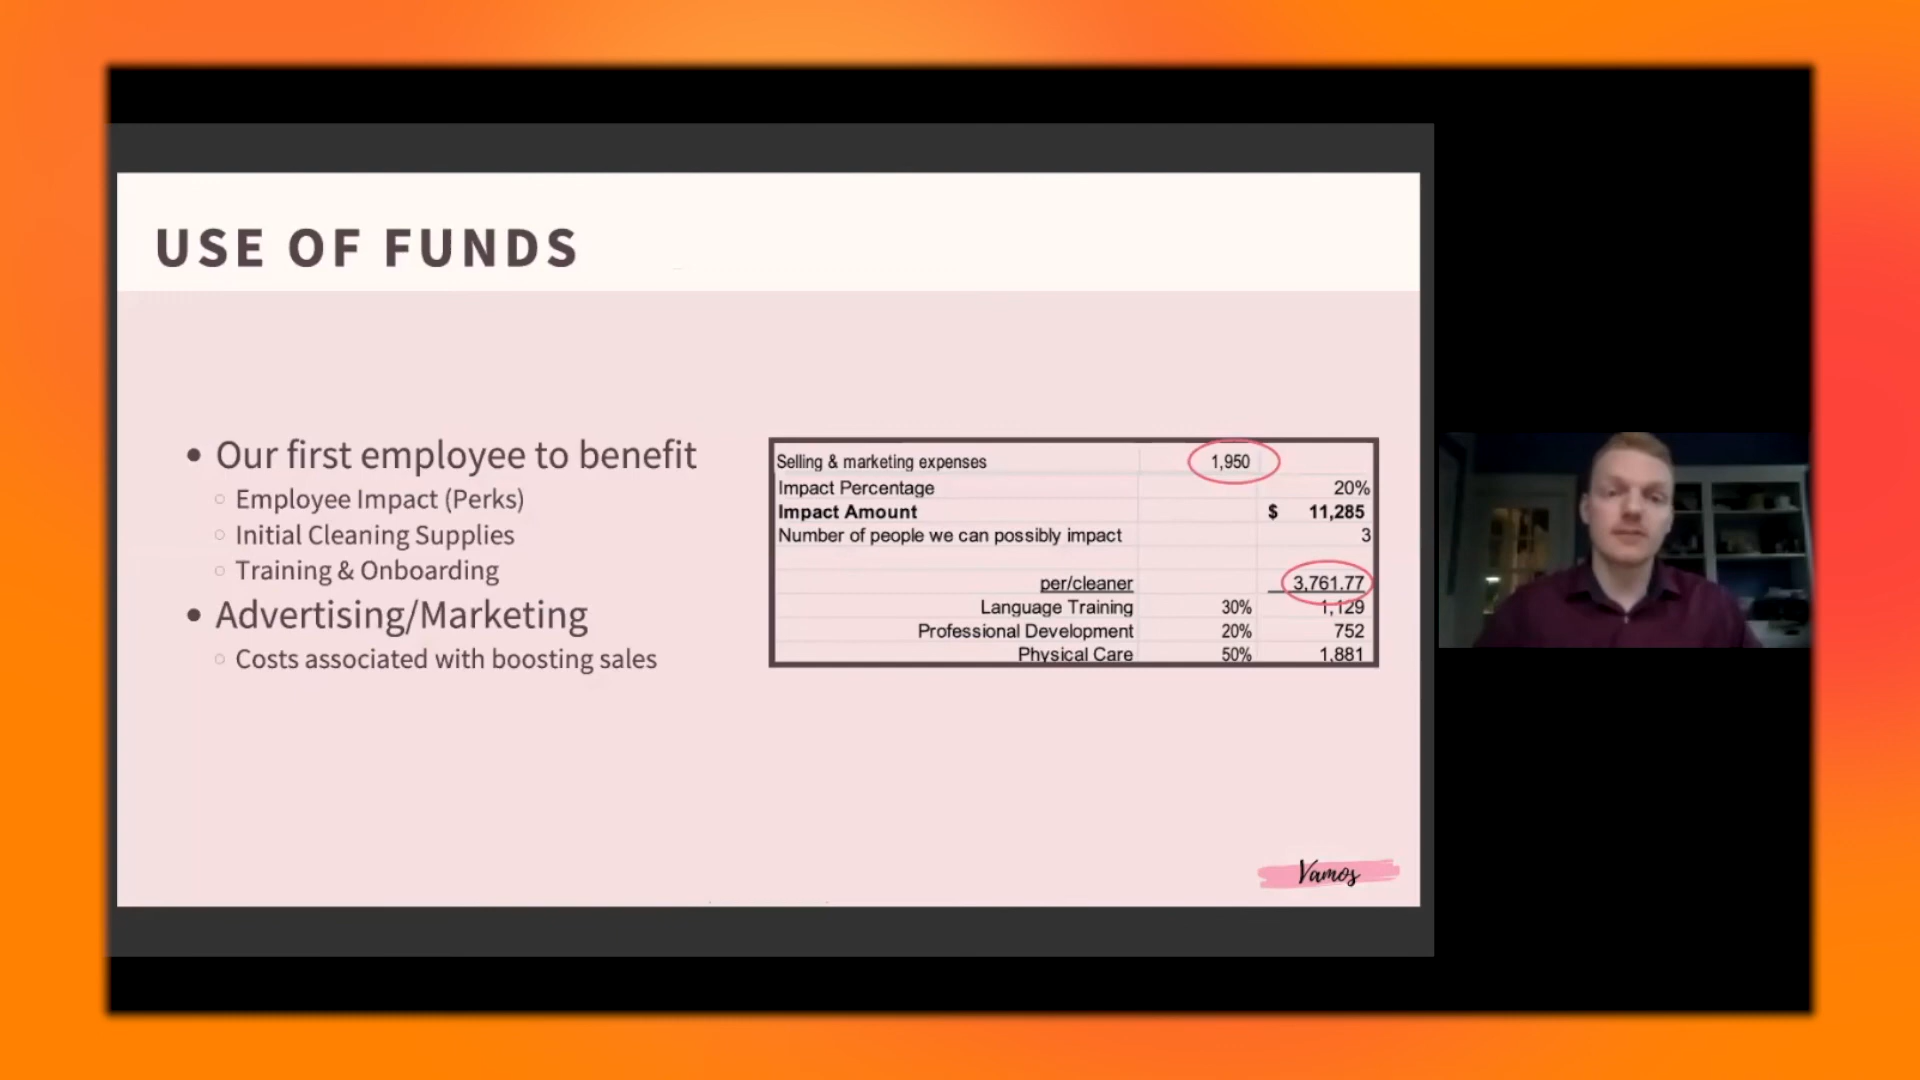 USE OF FUNDS
• Our first employee to benefit
○ Employee Impact (Perks)
○ Initial Cleaning Supplies
○ Training & Onboarding
• Advertising/Marketing
○ Costs associated with boosting sales
Selling & marketing expenses 1,950
Impact Percentage 20%
Impact Amount $ 11,285
Number of people we can possibly impact 3
per/cleaner 3,761.77
Language Training 30% 1,129
Professional Development 20% 752
Physical Care 50% 1,881
Vamos